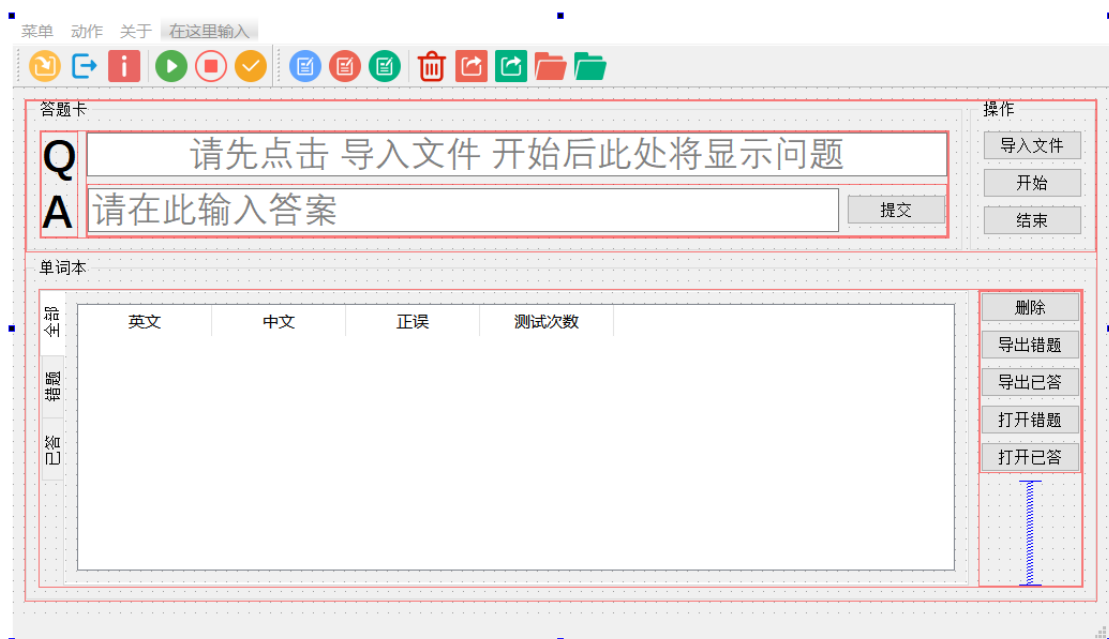 菜单 动作 关于 在这里输入
答题卡
操作
Q 请先点击 导入文件 开始后此处将显示问题
导入文件
开始
A 请在此输入答案 提交
结束
单词本
全部
错题
已答
英文 中文 正误 测试次数
删除
导出错题
导出已答
打开错题
打开已答